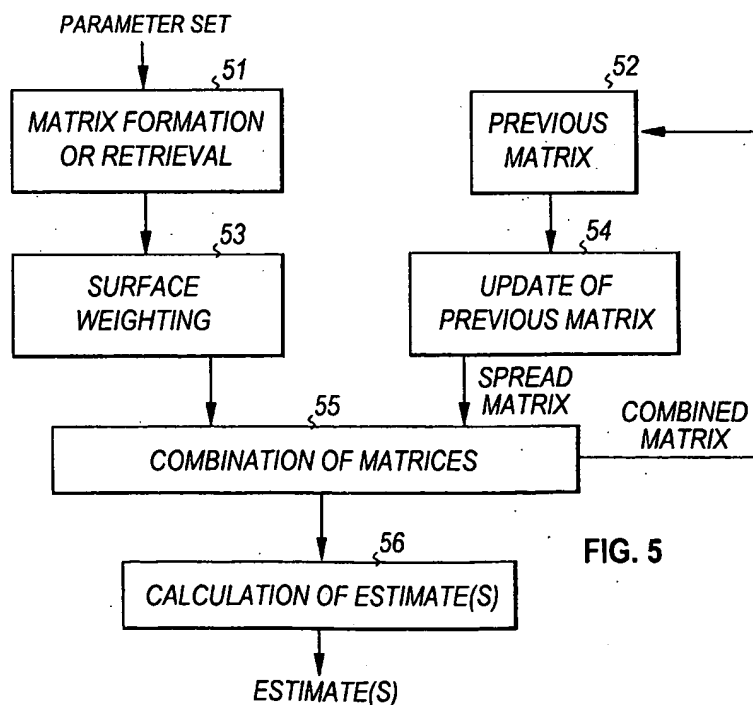 PARAMETER SET
51
MATRIX FORMATION
OR RETRIEVAL
52
PREVIOUS
MATRIX
53
SURFACE
WEIGHTING
54
UPDATE OF
PREVIOUS MATRIX
SPREAD
MATRIX
COMBINED
MATRIX
55
COMBINATION OF MATRICES
56
CALCULATION OF ESTIMATE(S)
FIG. 5
ESTIMATE(S)